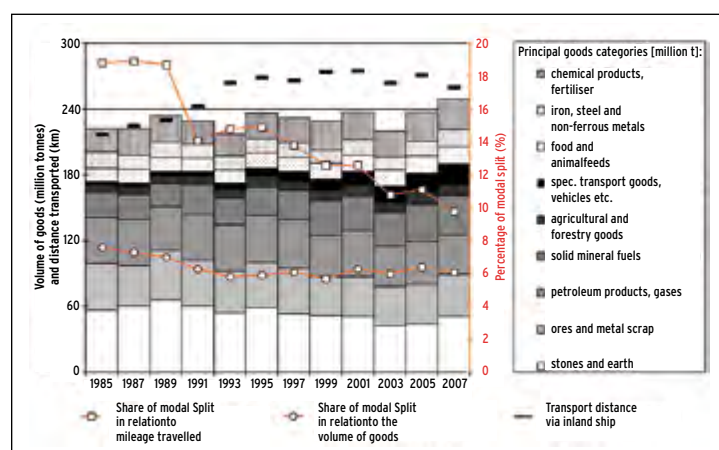 Volume of goods (million tonnes)
and distance transported (km)
300
240
180
120
60
0
20
18
16
14
12
10
8
6
4
2
0
Percentage of modal split (%)
1985 1987 1989 1991 1993 1995 1997 1999 2001 2003 2005 2007
Principal goods categories [million t]:
chemical products,
fertiliser
iron, steel and
non-ferrous metals
food and
animalfeeds
spec. transport goods,
vehicles etc.
agricultural and
forestry goods
solid mineral fuels
petroleum products, gases
ores and metal scrap
stones and earth
Share of modal Split
in relationto
mileage travelled
Share of modal Split
in relationto the
volume of goods
Transport distance
via inland ship